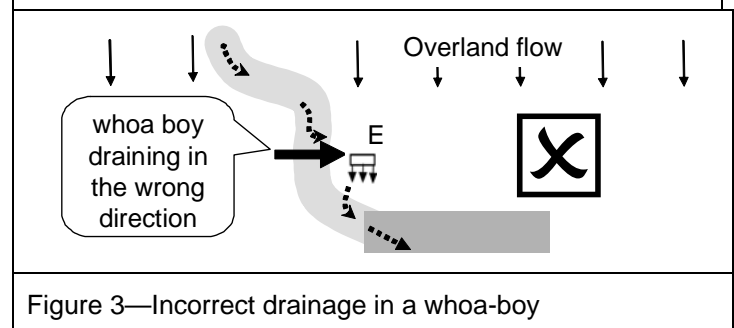 Overland flow
whoa boy
draining in
the wrong
direction
E
X
Figure 3—Incorrect drainage in a whoa-boy